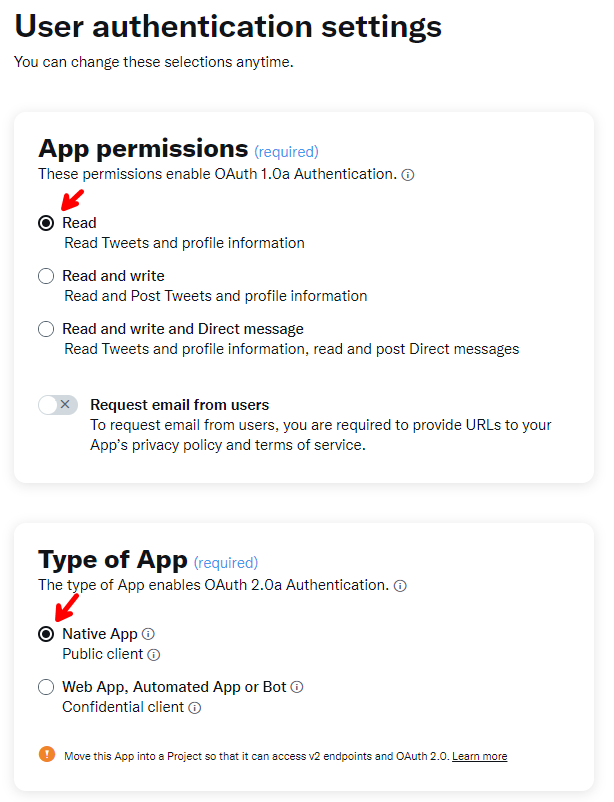 User authentication settings
You can change these selections anytime.
App permissions (required)
These permissions enable OAuth 1.0a Authentication.
Read
Read Tweets and profile information
Read and write
Read and Post Tweets and profile information
Read and write and Direct message
Read Tweets and profile information, read and post Direct messages
Request email from users
To request email from users, you are required to provide URLs to your
App's privacy policy and terms of service.
Type of App (required)
The type of App enables OAuth 2.0a Authentication.
Native App
Public client
Web App, Automated App or Bot
Confidential client
Move this App into a Project so that it can access v2 endpoints and OAuth 2.0. Learn more